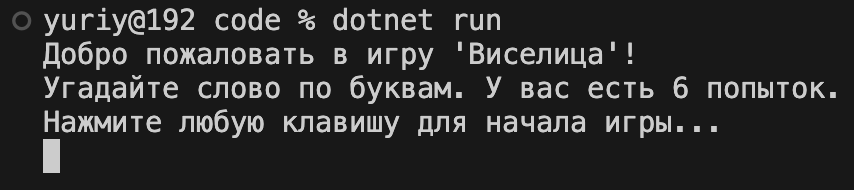 yuriy@192 code % dotnet run
Добро пожаловать в игру 'Виселица'!
Угадайте слово по буквам. У вас есть 6 попыток.
Нажмите любую клавишу для начала игры...